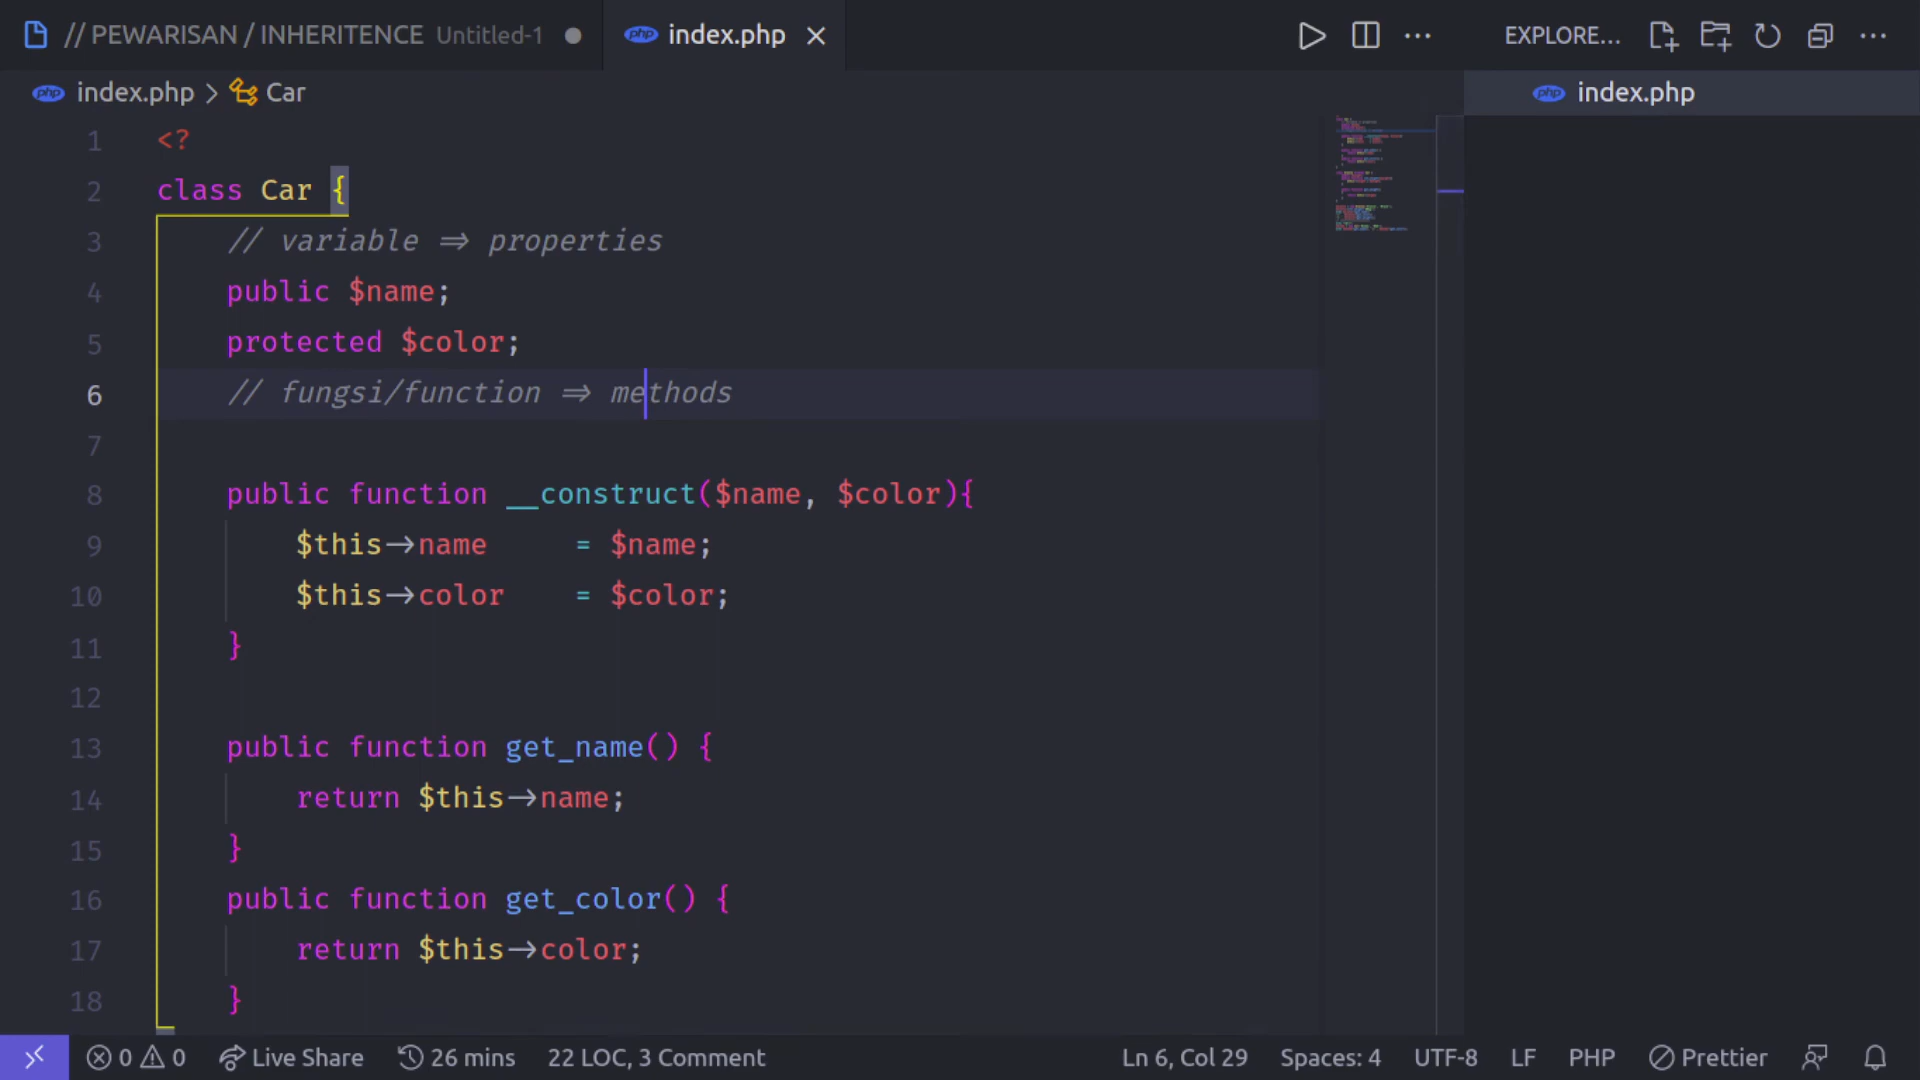 // PEWARISAN / INHERITENCE Untitled-1 index.php EXPLORE...
index.php > Car index.php
1 <?
2 class Car {
3 // variable => properties
4 public $name;
5 protected $color;
6 // fungsi/function => methods
7
8 public function __construct($name, $color){
9 $this->name = $name;
10 $this->color = $color;
11 }
12
13 public function get_name() {
14 return $this->name;
15 }
16 public function get_color() {
17 return $this->color;
18 }
0 0 Live Share 26 mins 22 LOC, 3 Comment Ln 6, Col 29 Spaces: 4 UTF-8 LF PHP Prettier